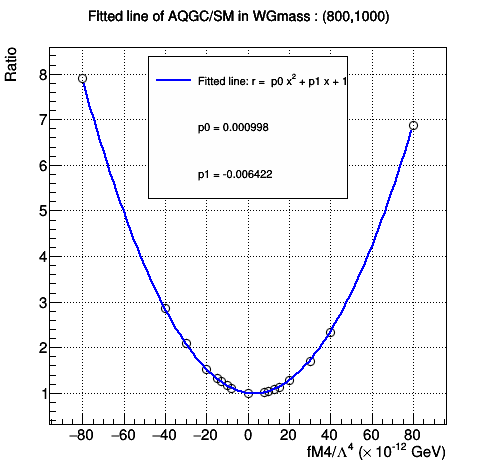 FItted line of AQGC/SM in WGmass : (800,1000)
Ratio
Fitted line: r = p0 x² + p1 x + 1
p0 = 0.000998
p1 = -0.006422
8
7
6
5
4
3
2
1
−80 −60 −40 −20 0 20 40 60 80
fM4/Λ⁴ (× 10⁻¹² GeV)